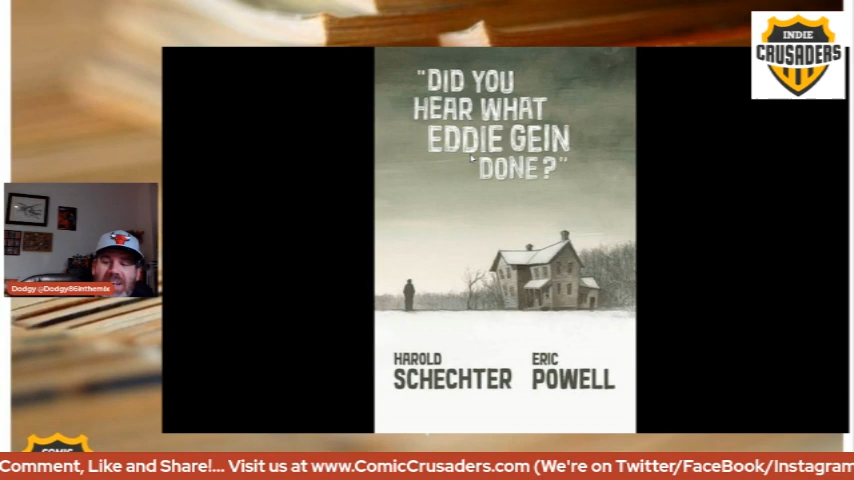 INDIE
CRUSADERS
"DID YOU
HEAR WHAT
EDDIE GEIN
DONE?"
Dodgy @Dodgy86inthemix
HAROLD
SCHECHTER
ERIC
POWELL
COMIC
Comment, Like and Share!... Visit us at www.ComicCrusaders.com (We're on Twitter/FaceBook/Instagram